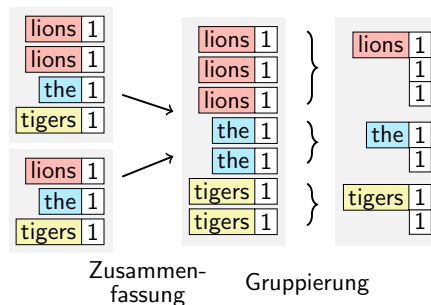 lions 1
lions 1
the 1
tigers 1
lions 1
the 1
tigers 1
lions 1
lions 1
lions 1
the 1
the 1
tigers 1
tigers 1
lions 1
1
1
the 1
1
tigers 1
1
Zusammen-
fassung
Gruppierung